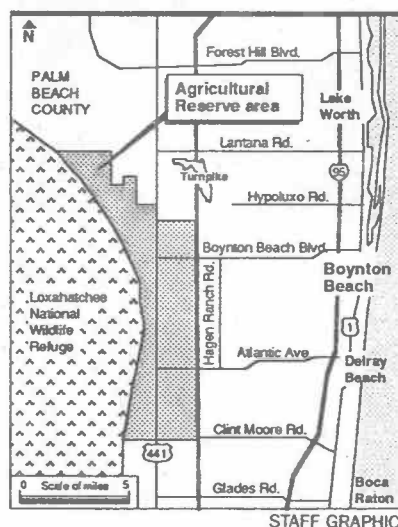 N
Forest Hill Blvd.
PALM
BEACH
COUNTY
Agricultural
Reserve area
Lake
Worth
Lantana Rd.
Turnpike
95
Hypoluxo Rd.
Boynton Beach Blvd.
Hagen Ranch Rd.
Boynton
Beach
Loxahatchee
National
Wildlife
Refuge
1
Atlantic Ave.
Delray
Beach
Clint Moore Rd.
441
0 Scale of miles 5
Glades Rd.
Boca
Raton
STAFF GRAPHIC